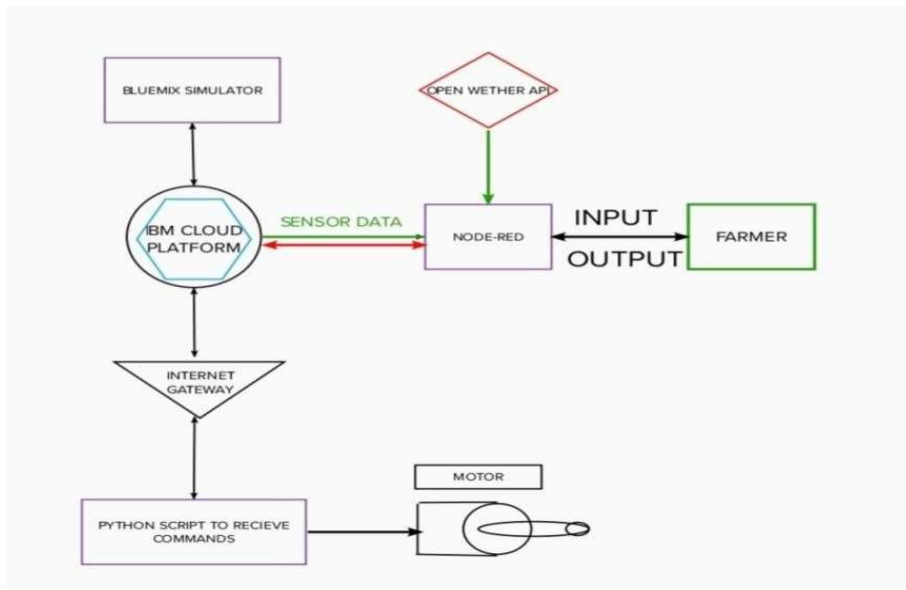 BLUEMIX SIMULATOR
OPEN WETHER API
IBM CLOUD
PLATFORM
SENSOR DATA
NODE-RED
INPUT
OUTPUT
FARMER
INTERNET
GATEWAY
MOTOR
PYTHON SCRIPT TO RECIEVE
COMMANDS